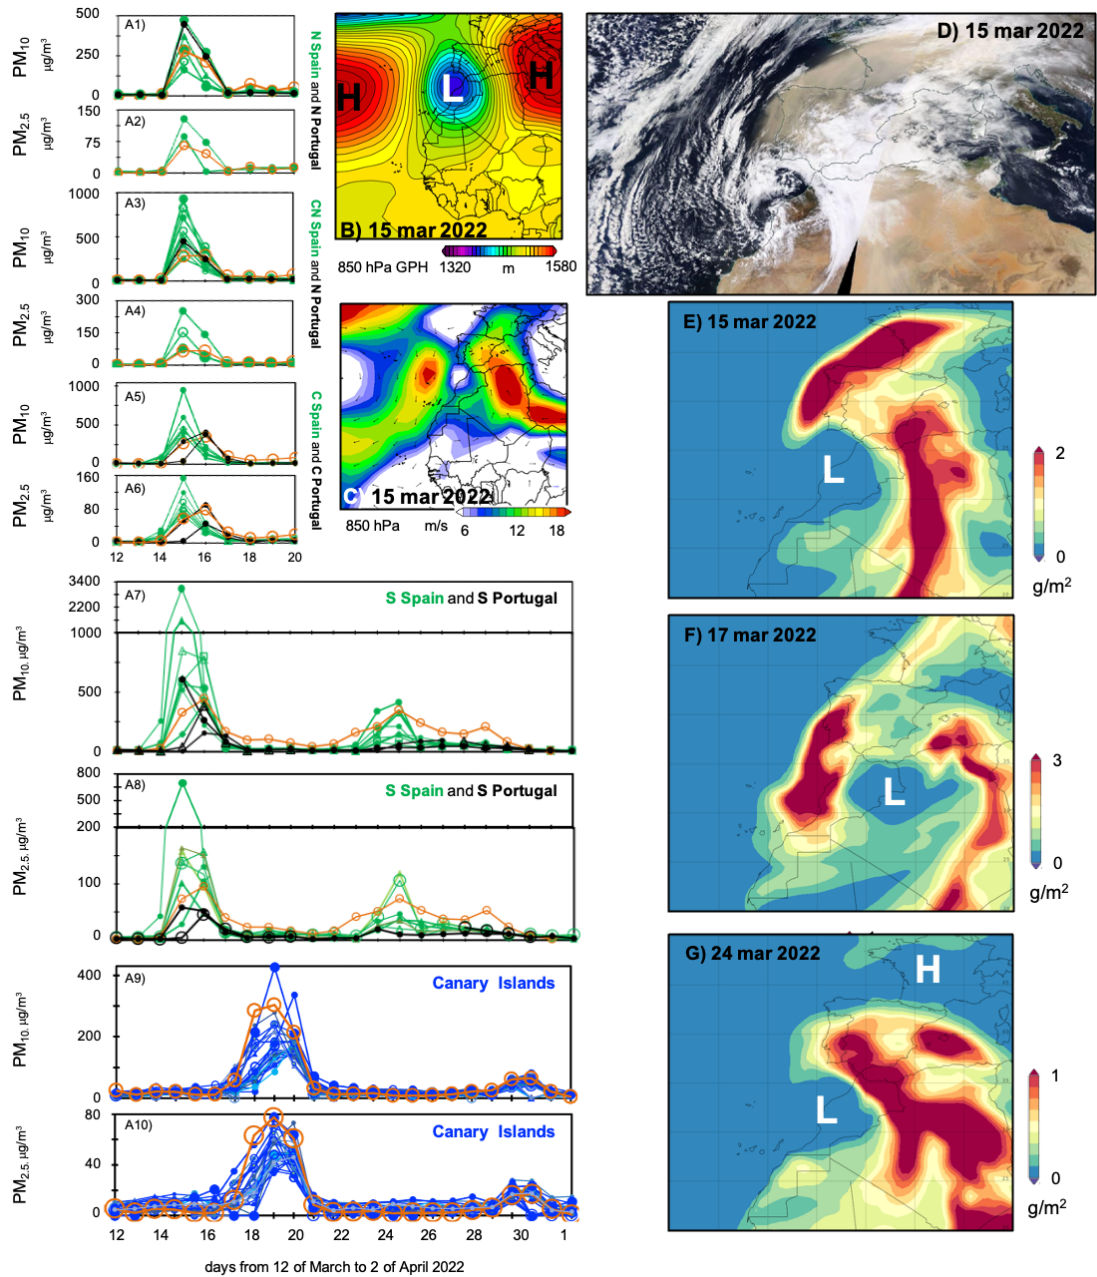 A1)
500
250
0
PM10
µg/m³
A2)
150
75
0
PM2.5
µg/m³
N Spain and N Portugal
A3)
1000
500
0
PM10
µg/m³
A4)
300
150
0
PM2.5
µg/m³
CN Spain and N Portugal
A5)
1000
500
0
PM10
µg/m³
A6)
160
80
0
PM2.5
µg/m³
C Spain and C Portugal
12 14 16 18 20
H
L
H
B) 15 mar 2022
850 hPa GPH 1320 m 1580
C) 15 mar 2022
850 hPa m/s 6 12 18
D) 15 mar 2022
E) 15 mar 2022
L
2
0
g/m²
A7)
S Spain and S Portugal
3400
2200
1000
500
0
PM10, µg/m³
F) 17 mar 2022
L
3
0
g/m²
A8)
S Spain and S Portugal
800
500
200
100
0
PM2.5, µg/m³
G) 24 mar 2022
H
L
1
0
g/m²
A9)
Canary Islands
400
200
0
PM10, µg/m³
A10)
Canary Islands
80
40
0
PM2.5, µg/m³
12 14 16 18 20 22 24 26 28 30 1
days from 12 of March to 2 of April 2022